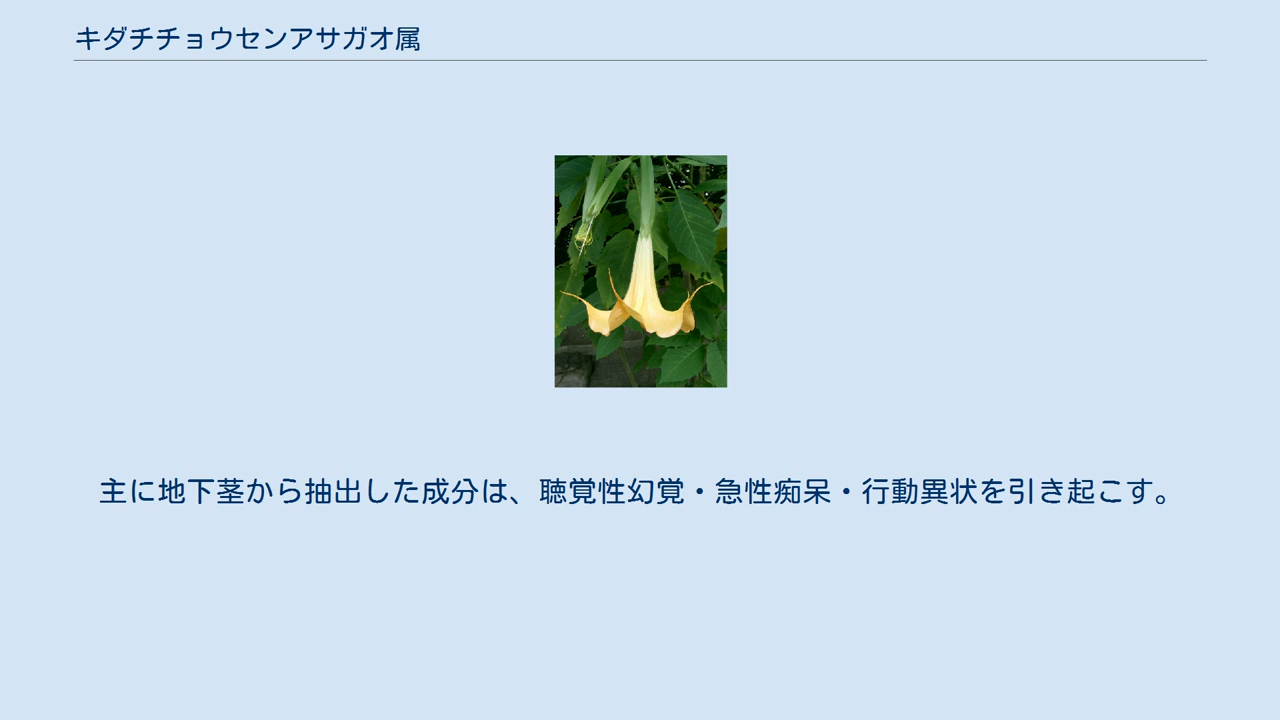 キダチチョウセンアサガオ属
主に地下茎から抽出した成分は、聴覚性幻覚・急性痴呆・行動異状を引き起こす。